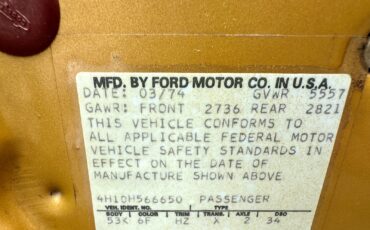 MFD. BY FORD MOTOR CO. IN U.S.A.
DATE: 03/74 GVWR 5557
GAWR: FRONT 2736 REAR 2821
THIS VEHICLE CONFORMS TO
ALL APPLICABLE FEDERAL MOTOR
VEHICLE SAFETY STANDARDS IN
EFFECT ON THE DATE OF
MANUFACTURE SHOWN ABOVE
4H10H566650 PASSENGER
VEH. IDENT. NO. TYPE
BODY COLOR TRIM TRANS. AXLE DSO
53K 6F HZ X 2 34